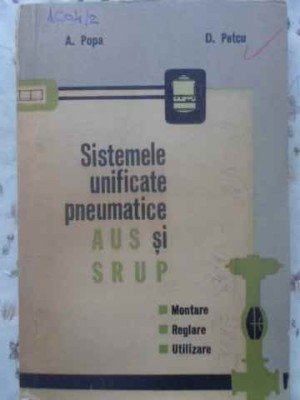 A. Popa D. Petcu
Sistemele
unificate
pneumatice
AUS și
SRUP
Montare
Reglare
Utilizare